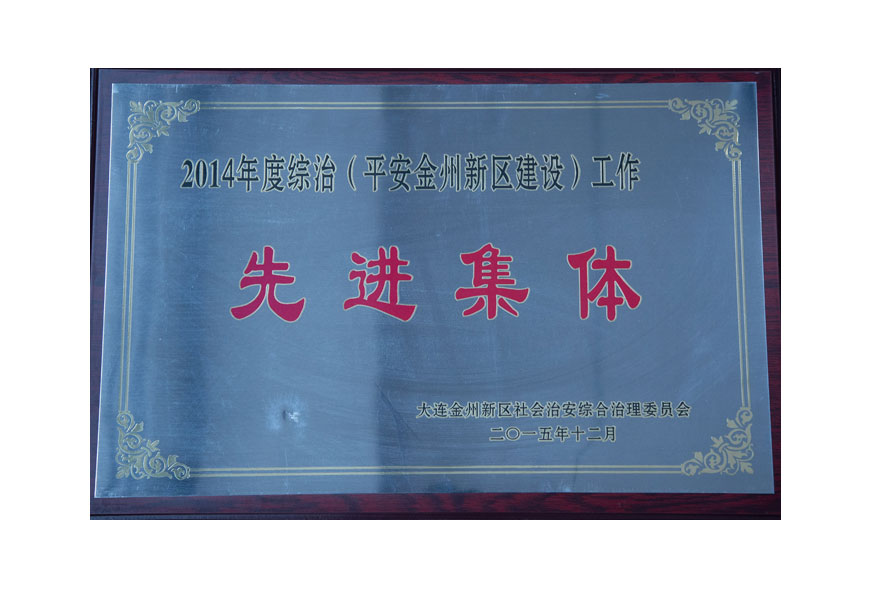 2014年度综治（平安金州新区建设）工作
先进集体
大连金州新区社会治安综合治理委员会
二〇一五年十二月